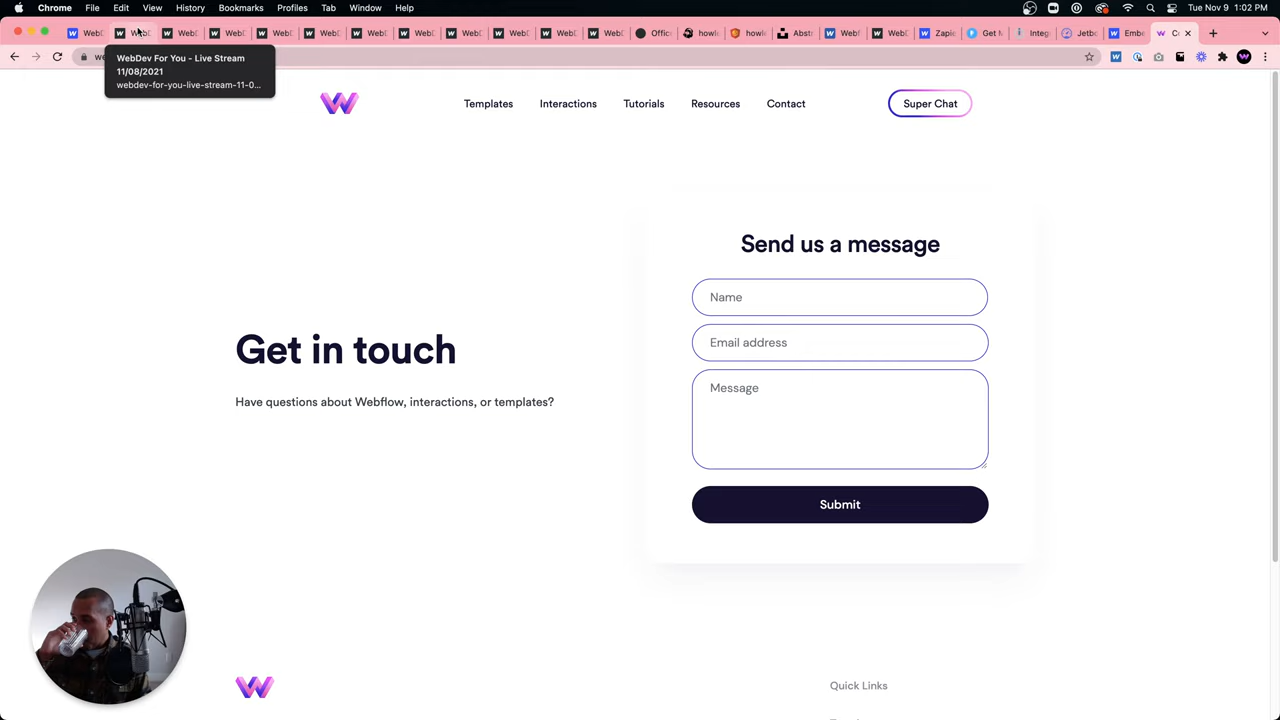 Chrome File Edit View History Bookmarks Profiles Tab Window Help Tue Nov 9 1:02 PM
WebDev For You - Live Stream
11/08/2021
webdev-for-you-live-stream-11-0...
Templates Interactions Tutorials Resources Contact Super Chat
Send us a message
Name
Email address
Message
Submit
Get in touch
Have questions about Webflow, interactions, or templates?
Quick Links